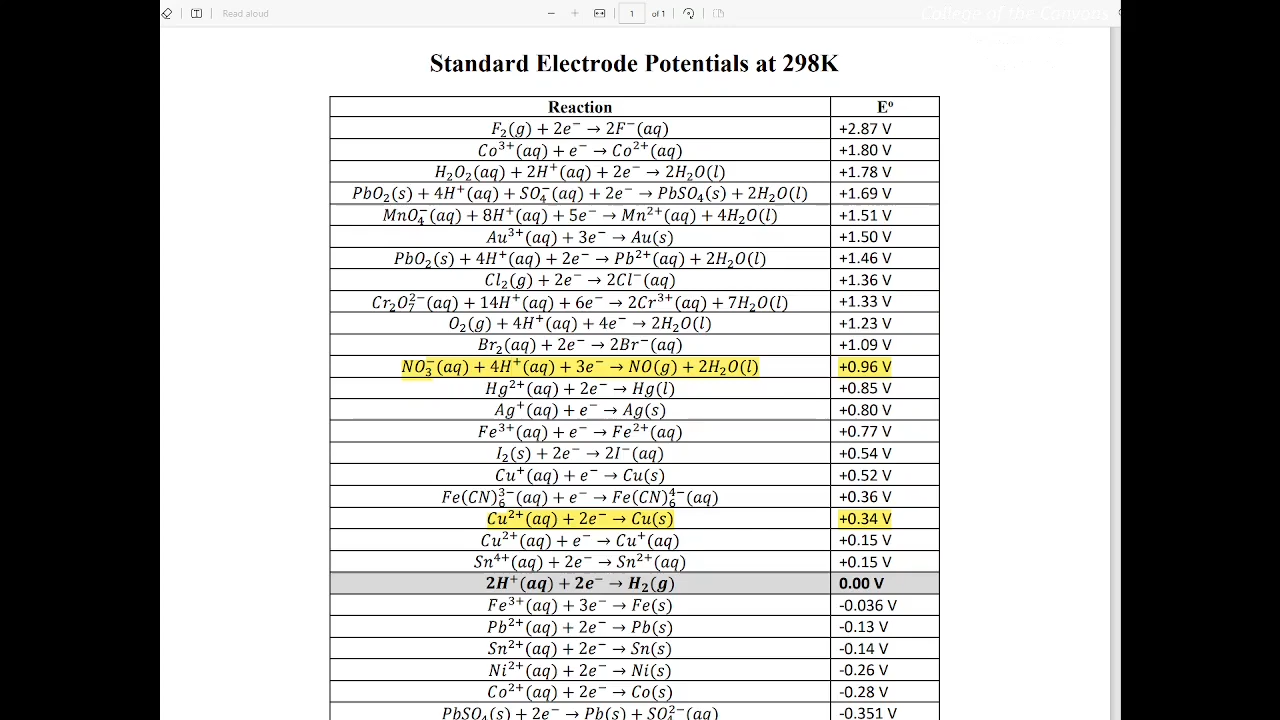 Read aloud
1 of 1
College of the Canyons
Standard Electrode Potentials at 298K
Reaction E°
F₂(g) + 2e⁻ → 2F⁻(aq) +2.87 V
Co³⁺(aq) + e⁻ → Co²⁺(aq) +1.80 V
H₂O₂(aq) + 2H⁺(aq) + 2e⁻ → 2H₂O(l) +1.78 V
PbO₂(s) + 4H⁺(aq) + SO₄⁻(aq) + 2e⁻ → PbSO₄(s) + 2H₂O(l) +1.69 V
MnO₄⁻(aq) + 8H⁺(aq) + 5e⁻ → Mn²⁺(aq) + 4H₂O(l) +1.51 V
Au³⁺(aq) + 3e⁻ → Au(s) +1.50 V
PbO₂(s) + 4H⁺(aq) + 2e⁻ → Pb²⁺(aq) + 2H₂O(l) +1.46 V
Cl₂(g) + 2e⁻ → 2Cl⁻(aq) +1.36 V
Cr₂O₇²⁻(aq) + 14H⁺(aq) + 6e⁻ → 2Cr³⁺(aq) + 7H₂O(l) +1.33 V
O₂(g) + 4H⁺(aq) + 4e⁻ → 2H₂O(l) +1.23 V
Br₂(aq) + 2e⁻ → 2Br⁻(aq) +1.09 V
NO₃⁻(aq) + 4H⁺(aq) + 3e⁻ → NO(g) + 2H₂O(l) +0.96 V
Hg²⁺(aq) + 2e⁻ → Hg(l) +0.85 V
Ag⁺(aq) + e⁻ → Ag(s) +0.80 V
Fe³⁺(aq) + e⁻ → Fe²⁺(aq) +0.77 V
I₂(s) + 2e⁻ → 2I⁻(aq) +0.54 V
Cu⁺(aq) + e⁻ → Cu(s) +0.52 V
Fe(CN)₆³⁻(aq) + e⁻ → Fe(CN)₆⁴⁻(aq) +0.36 V
Cu²⁺(aq) + 2e⁻ → Cu(s) +0.34 V
Cu²⁺(aq) + e⁻ → Cu⁺(aq) +0.15 V
Sn⁴⁺(aq) + 2e⁻ → Sn²⁺(aq) +0.15 V
2H⁺(aq) + 2e⁻ → H₂(g) 0.00 V
Fe³⁺(aq) + 3e⁻ → Fe(s) -0.036 V
Pb²⁺(aq) + 2e⁻ → Pb(s) -0.13 V
Sn²⁺(aq) + 2e⁻ → Sn(s) -0.14 V
Ni²⁺(aq) + 2e⁻ → Ni(s) -0.26 V
Co²⁺(aq) + 2e⁻ → Co(s) -0.28 V
PbSO₄(s) + 2e⁻ → Pb(s) + SO₄²⁻(aq) -0.351 V